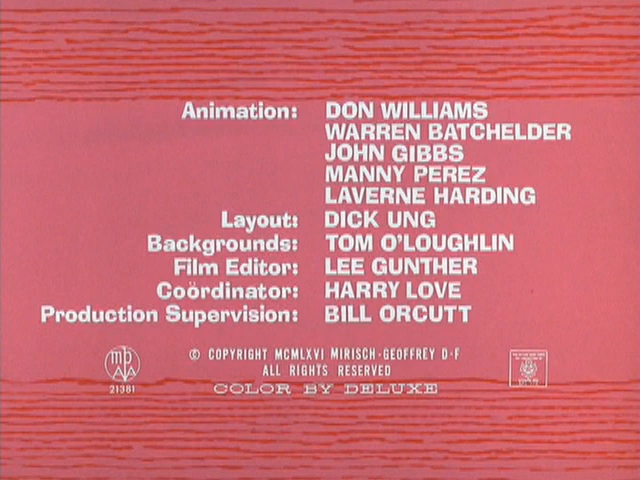 Animation: DON WILLIAMS
WARREN BATCHELDER
JOHN GIBBS
MANNY PEREZ
LAVERNE HARDING
Layout: DICK UNG
Backgrounds: TOM O'LOUGHLIN
Film Editor: LEE GUNTHER
Coördinator: HARRY LOVE
Production Supervision: BILL ORCUTT
© COPYRIGHT MCMLXVI MIRISCH-GEOFFREY D-F
ALL RIGHTS RESERVED
COLOR BY DELUXE
MPAA
21381